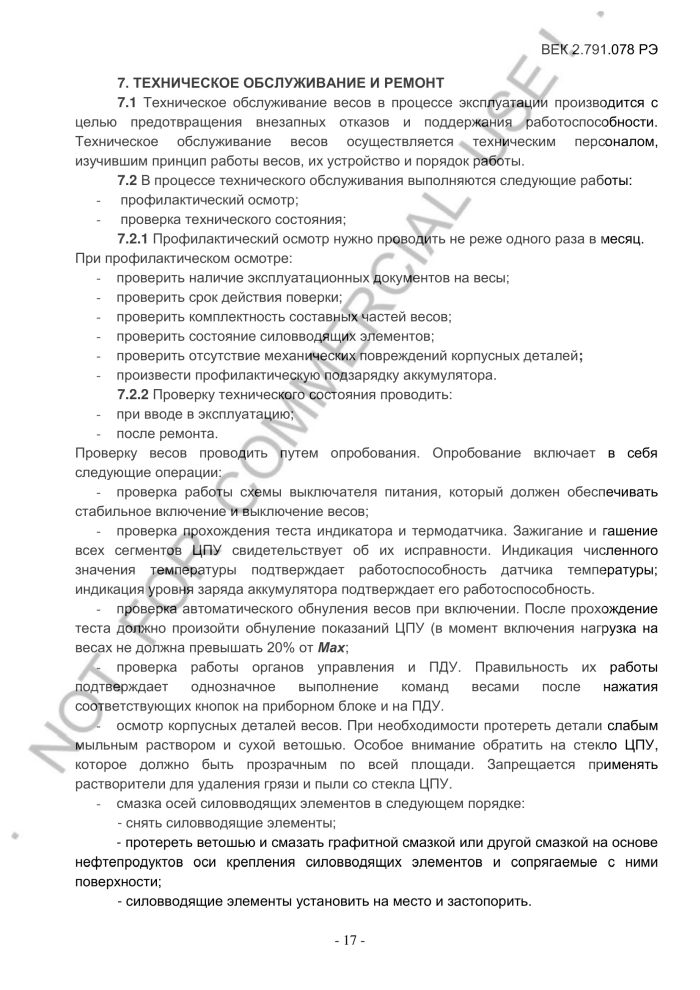 ВЕК 2.791.078 РЭ
7. ТЕХНИЧЕСКОЕ ОБСЛУЖИВАНИЕ И РЕМОНТ
7.1 Техническое обслуживание весов в процессе эксплуатации производится с
целью предотвращения внезапных отказов и поддержания работоспособности.
Техническое обслуживание весов осуществляется техническим персоналом,
изучившим принцип работы весов, их устройство и порядок работы.
7.2 В процессе технического обслуживания выполняются следующие работы:
- профилактический осмотр;
- проверка технического состояния;
7.2.1 Профилактический осмотр нужно проводить не реже одного раза в месяц.
При профилактическом осмотре:
- проверить наличие эксплуатационных документов на весы;
- проверить срок действия поверки;
- проверить комплектность составных частей весов;
- проверить состояние силовводящих элементов;
- проверить отсутствие механических повреждений корпусных деталей;
- произвести профилактическую подзарядку аккумулятора.
7.2.2 Проверку технического состояния проводить:
- при вводе в эксплуатацию;
- после ремонта.
Проверку весов проводить путем опробования. Опробование включает в себя
следующие операции:
- проверка работы схемы выключателя питания, который должен обеспечивать
стабильное включение и выключение весов;
- проверка прохождения теста индикатора и термодатчика. Зажигание и гашение
всех сегментов ЦПУ свидетельствует об их исправности. Индикация численного
значения температуры подтверждает работоспособность датчика температуры;
индикация уровня заряда аккумулятора подтверждает его работоспособность.
- проверка автоматического обнуления весов при включении. После прохождение
теста должно произойти обнуление показаний ЦПУ (в момент включения нагрузка на
весах не должна превышать 20% от Max;
- проверка работы органов управления и ПДУ. Правильность их работы
подтверждает однозначное выполнение команд весами после нажатия
соответствующих кнопок на приборном блоке и на ПДУ.
- осмотр корпусных деталей весов. При необходимости протереть детали слабым
мыльным раствором и сухой ветошью. Особое внимание обратить на стекло ЦПУ,
которое должно быть прозрачным по всей площади. Запрещается применять
растворители для удаления грязи и пыли со стекла ЦПУ.
- смазка осей силовводящих элементов в следующем порядке:
- снять силовводящие элементы;
- протереть ветошью и смазать графитной смазкой или другой смазкой на основе
нефтепродуктов оси крепления силовводящих элементов и сопрягаемые с ними
поверхности;
- силовводящие элементы установить на место и застопорить.
- 17 -
. NOT FOR COMMERCIAL USE ! .